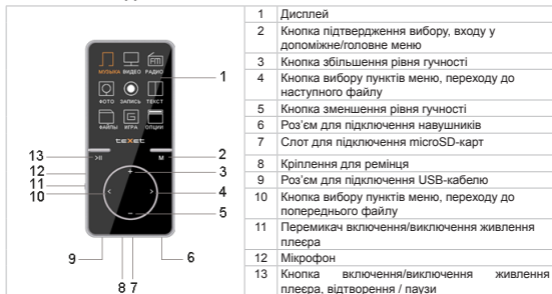 МУЗЫКА ВИДЕО РАДИО
ФОТО ЗАПИСЬ ТЕКСТ
ФАЙЛЫ ИГРА ОПЦИИ
teXet
M
1
2
3
4
5
6
7
8
9
10
11
12
13
1 Дисплей
2 Кнопка підтвердження вибору, входу у
допоміжне/головне меню
3 Кнопка збільшення рівня гучності
4 Кнопка вибору пунктів меню, переходу до
наступного файлу
5 Кнопка зменшення рівня гучності
6 Роз'єм для підключення навушників
7 Слот для підключення microSD-карт
8 Кріплення для ремінця
9 Роз'єм для підключення USB-кабелю
10 Кнопка вибору пунктів меню, переходу до
попереднього файлу
11 Перемикач включення/виключення живлення
плеєра
12 Мікрофон
13 Кнопка включення/виключення живлення
плеєра, відтворення / паузи